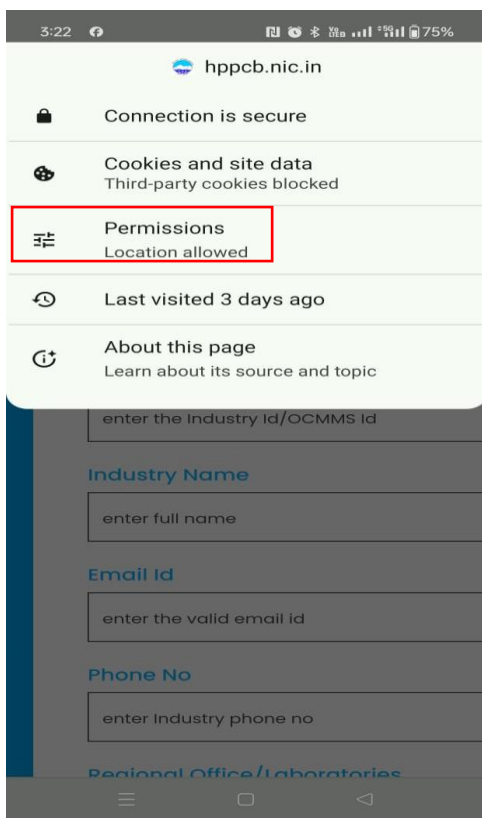 3:22 75%
hppcb.nic.in
Connection is secure
Cookies and site data
Third-party cookies blocked
Permissions
Location allowed
Last visited 3 days ago
About this page
Learn about its source and topic
enter the Industry Id/OCMMS Id
Industry Name
enter full name
Email Id
enter the valid email id
Phone No
enter Industry phone no
Regional Office/Laboratories